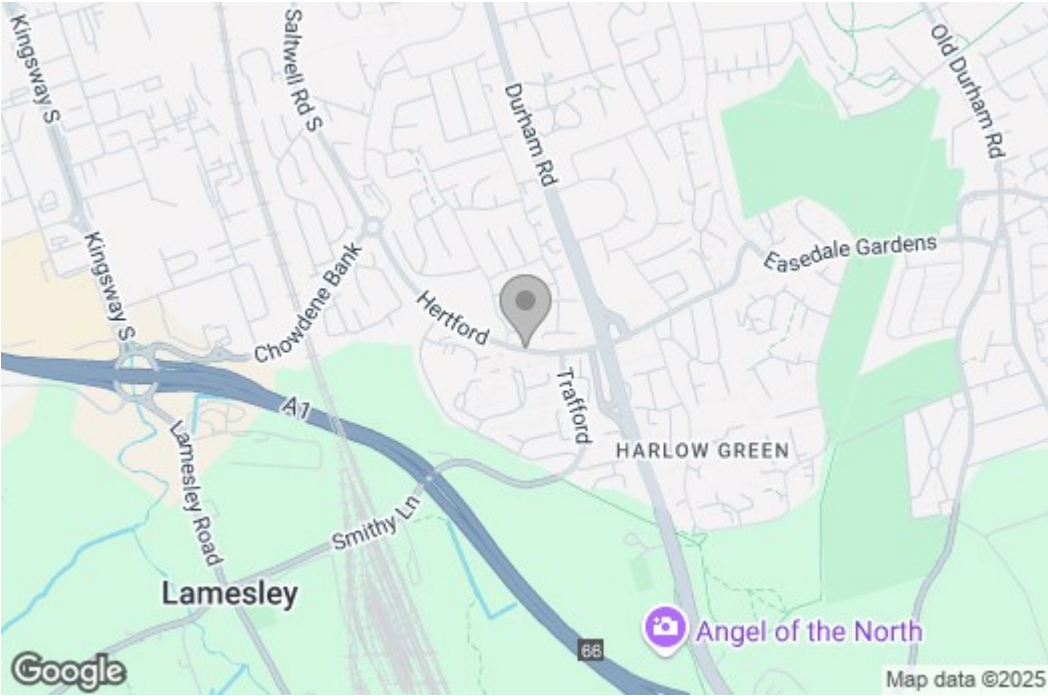 Kingsway S
Saltwell Rd S
Durham Rd
Old Durham Rd
Kingsway S
Easedale Gardens
Chowdene Bank
Hertford
Trafford
A1
HARLOW GREEN
Lamesley Road
Smithy Ln
Lamesley
Angel of the North
66
Google
Map data ©2025